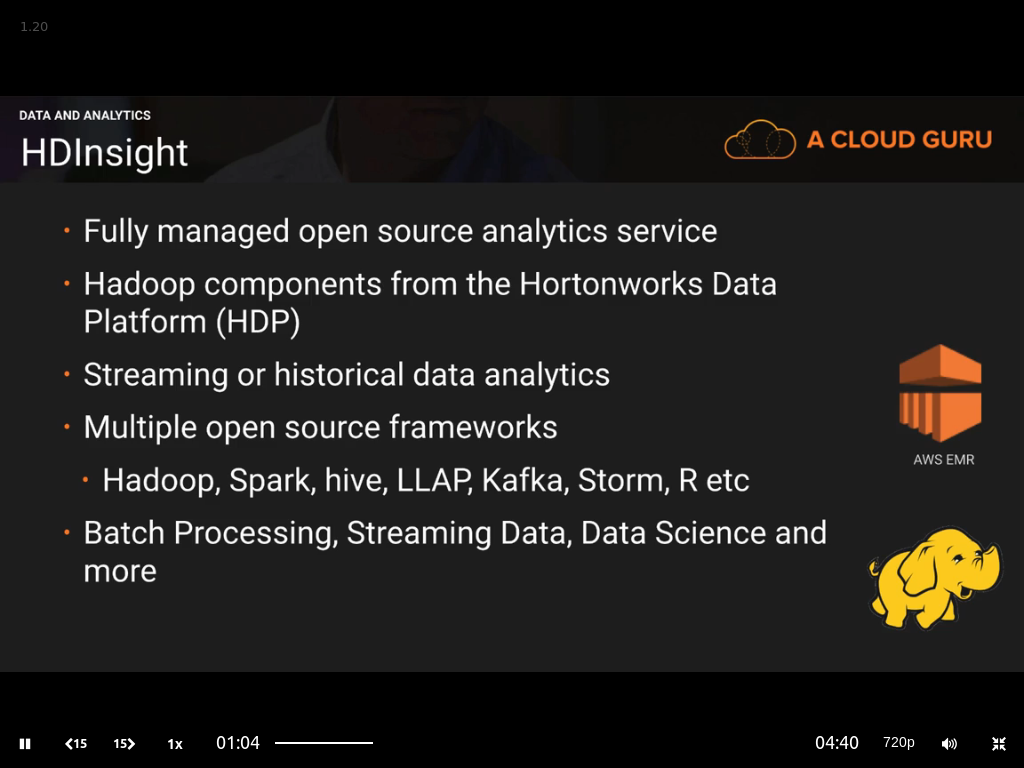 1.20
DATA AND ANALYTICS
HDInsight
A CLOUD GURU
• Fully managed open source analytics service
• Hadoop components from the Hortonworks Data
Platform (HDP)
• Streaming or historical data analytics
• Multiple open source frameworks
• Hadoop, Spark, hive, LLAP, Kafka, Storm, R etc
• Batch Processing, Streaming Data, Data Science and
more
AWS EMR
15 15 1x 01:04 04:40 720p